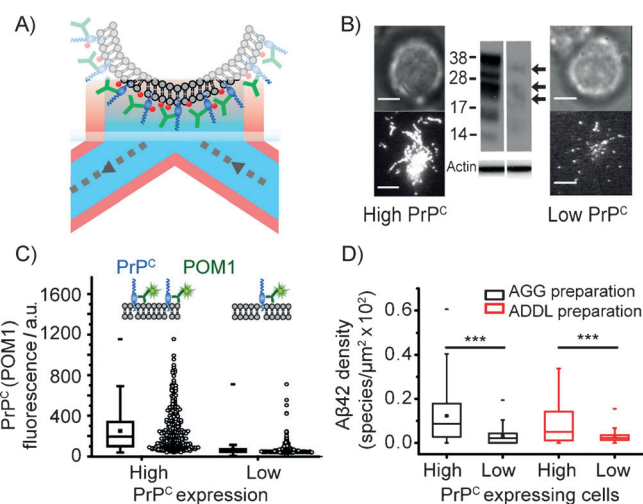 A)
B)
38
28
17
14
Actin
High PrPᶜ
Low PrPᶜ
C)
PrPᶜ POM1
1600
1200
800
400
0
PrPᶜ (POM1)
fluorescence / a.u.
High Low
PrPᶜ expression
D)
AGG preparation
ADDL preparation
*** ***
0.6
0.4
0.2
0.0
Aβ42 density
(species/µm² x 10²)
High Low High Low
PrPᶜ expressing cells